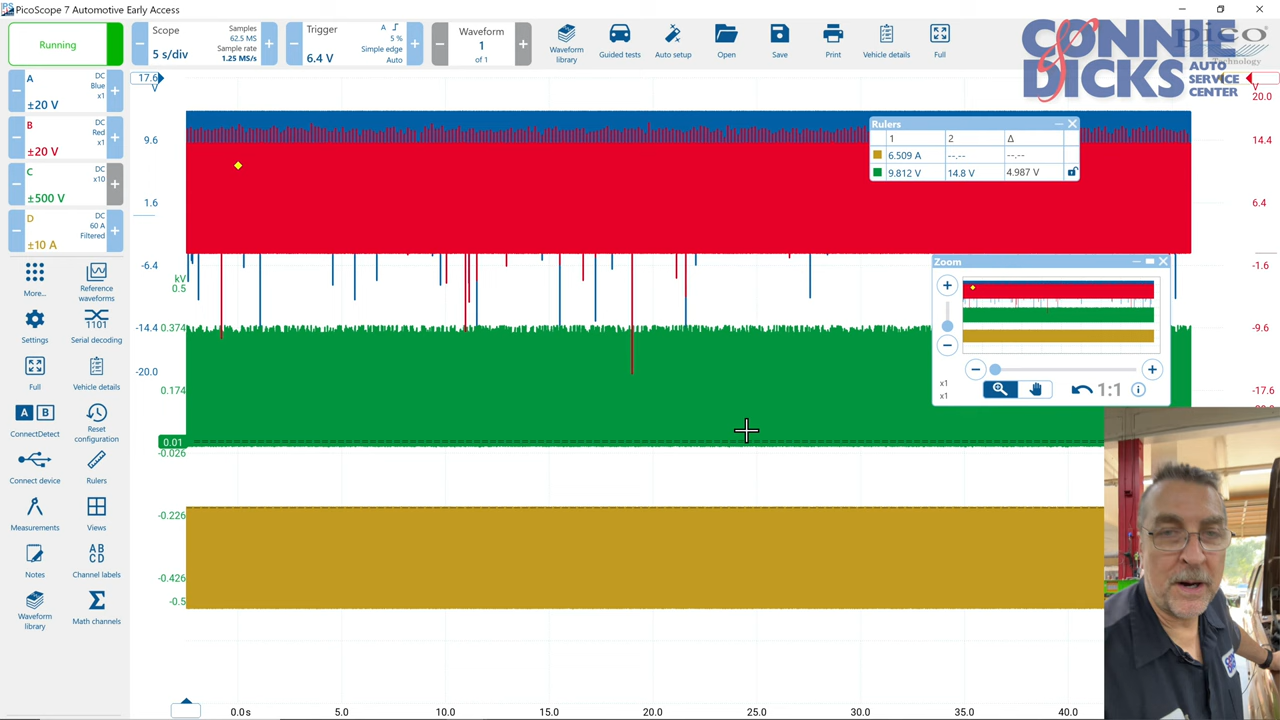 PicoScope 7 Automotive Early Access
Running
Scope
5 s/div
Samples
62.5 MS
Sample rate
1.25 MS/s
Trigger
6.4 V
A
5 %
Simple edge
Auto
Waveform
1
of 1
Waveform
library
Guided tests
Auto setup
Open
Save
Print
Vehicle details
Full
CONNIE
& DICKS
AUTO
SERVICE
CENTER
pico
Technology
A
DC
Blue
x1
±20 V
B
DC
Red
x1
±20 V
C
DC
x10
±500 V
D
DC
60 A
Filtered
±10 A
More...
Reference
waveforms
Settings
Serial decoding
1101
Full
Vehicle details
A B
ConnectDetect
Reset
configuration
Connect device
Rulers
Measurements
Views
Notes
AB
CD
Channel labels
Waveform
library
Math channels
17.6
V
9.6
1.6
-6.4
kV
0.5
-14.4
0.374
-20.0
0.174
0.01
-0.026
-0.226
-0.426
-0.5
V
20.0
14.4
6.4
-1.6
-9.6
-17.6
Rulers
1 2 Δ
6.509 A --.-- --.--
9.812 V 14.8 V 4.987 V
Zoom
x1
x1
1:1
0.0s 5.0 10.0 15.0 20.0 25.0 30.0 35.0 40.0